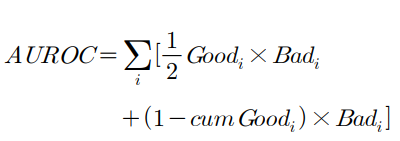 AUROC = ∑_i [ 1/2 Good_i × Bad_i
+ (1 − cum Good_i) × Bad_i ]